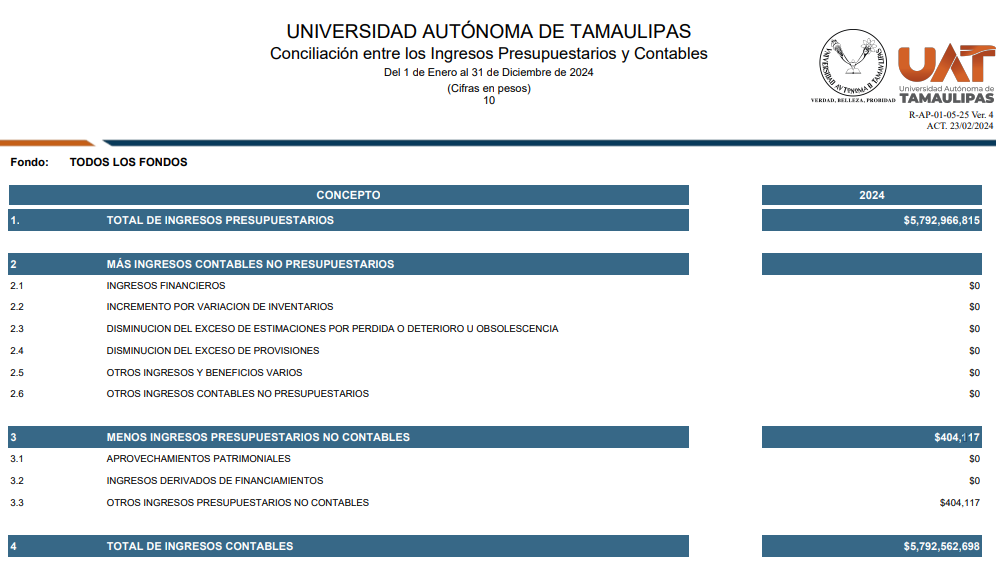 UNIVERSIDAD AUTÓNOMA DE TAMAULIPAS
Conciliación entre los Ingresos Presupuestarios y Contables
Del 1 de Enero al 31 de Diciembre de 2024
(Cifras en pesos)
10
UNIVERSIDAD AUTÓNOMA DE TAMAULIPAS
VERDAD, BELLEZA, PROBIDAD
UAT
Universidad Autónoma de
TAMAULIPAS
R-AP-01-05-25 Ver. 4
ACT. 23/02/2024
Fondo: TODOS LOS FONDOS
CONCEPTO 2024
1. TOTAL DE INGRESOS PRESUPUESTARIOS $5,792,966,815
2 MÁS INGRESOS CONTABLES NO PRESUPUESTARIOS
2.1 INGRESOS FINANCIEROS $0
2.2 INCREMENTO POR VARIACION DE INVENTARIOS $0
2.3 DISMINUCION DEL EXCESO DE ESTIMACIONES POR PERDIDA O DETERIORO U OBSOLESCENCIA $0
2.4 DISMINUCION DEL EXCESO DE PROVISIONES $0
2.5 OTROS INGRESOS Y BENEFICIOS VARIOS $0
2.6 OTROS INGRESOS CONTABLES NO PRESUPUESTARIOS $0
3 MENOS INGRESOS PRESUPUESTARIOS NO CONTABLES $404,117
3.1 APROVECHAMIENTOS PATRIMONIALES $0
3.2 INGRESOS DERIVADOS DE FINANCIAMIENTOS $0
3.3 OTROS INGRESOS PRESUPUESTARIOS NO CONTABLES $404,117
4 TOTAL DE INGRESOS CONTABLES $5,792,562,698